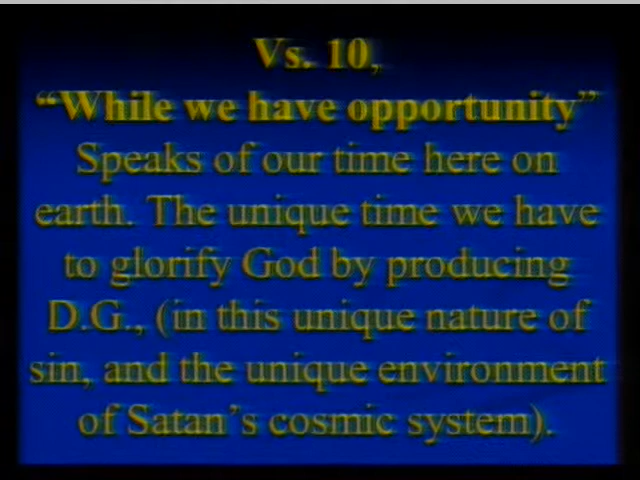 Vs. 10,
“While we have opportunity”
Speaks of our time here on
earth. The unique time we have
to glorify God by producing
D.G., (in this unique nature of
sin, and the unique environment
of Satan’s cosmic system).